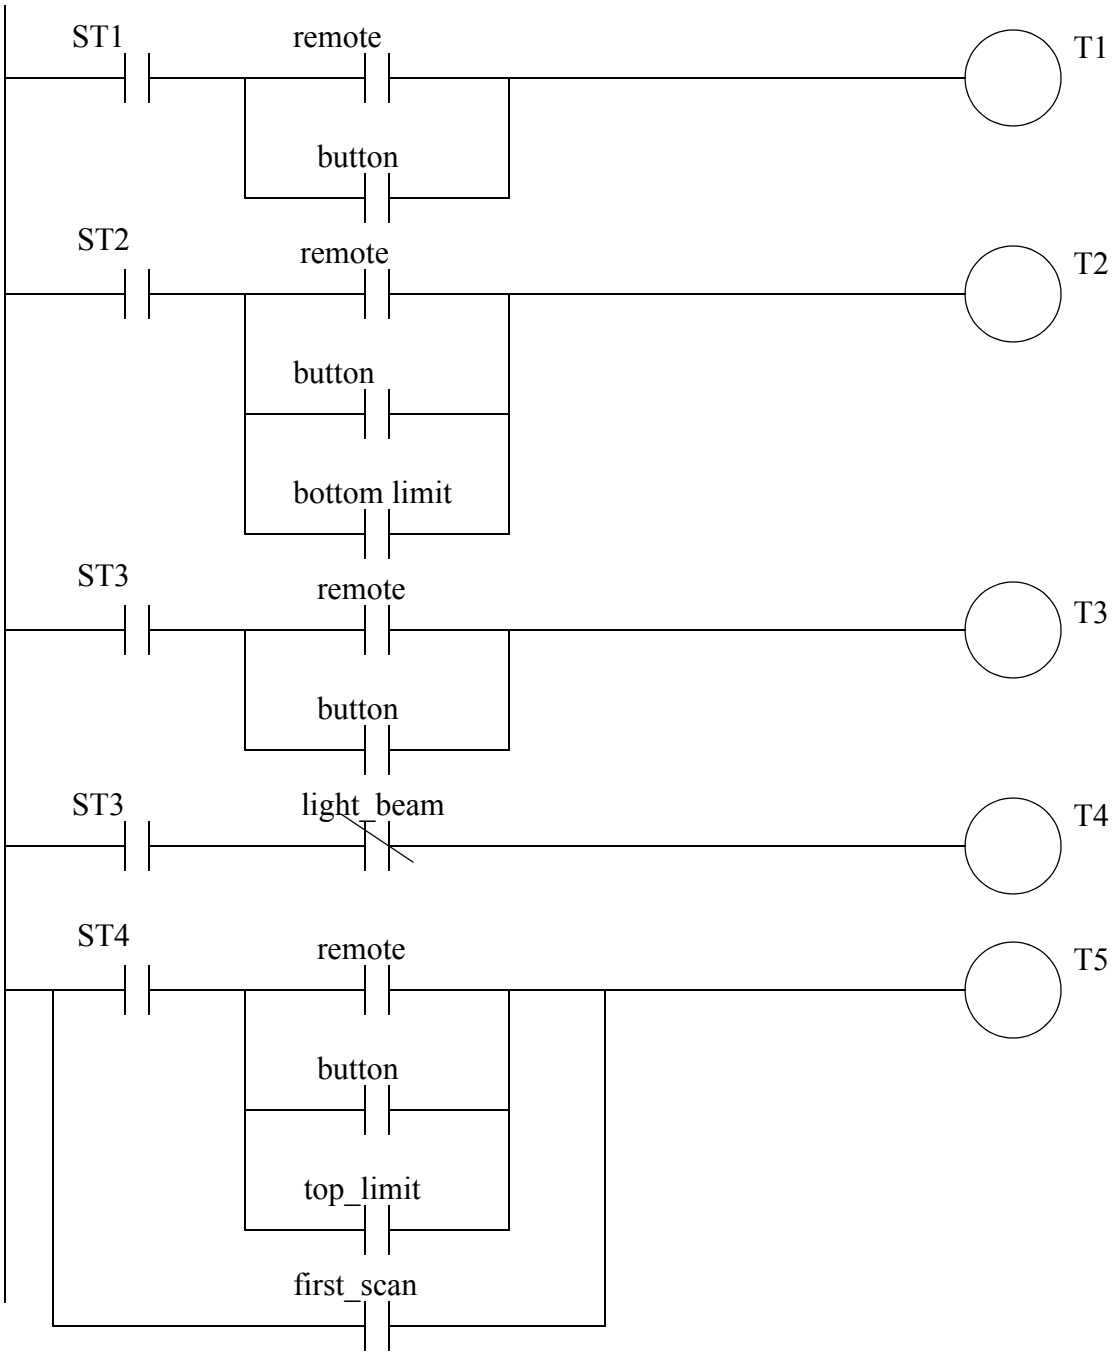 ST1
remote
T1
button
ST2
remote
T2
button
bottom limit
ST3
remote
T3
button
ST3
light_beam
T4
ST4
remote
T5
button
top_limit
first_scan